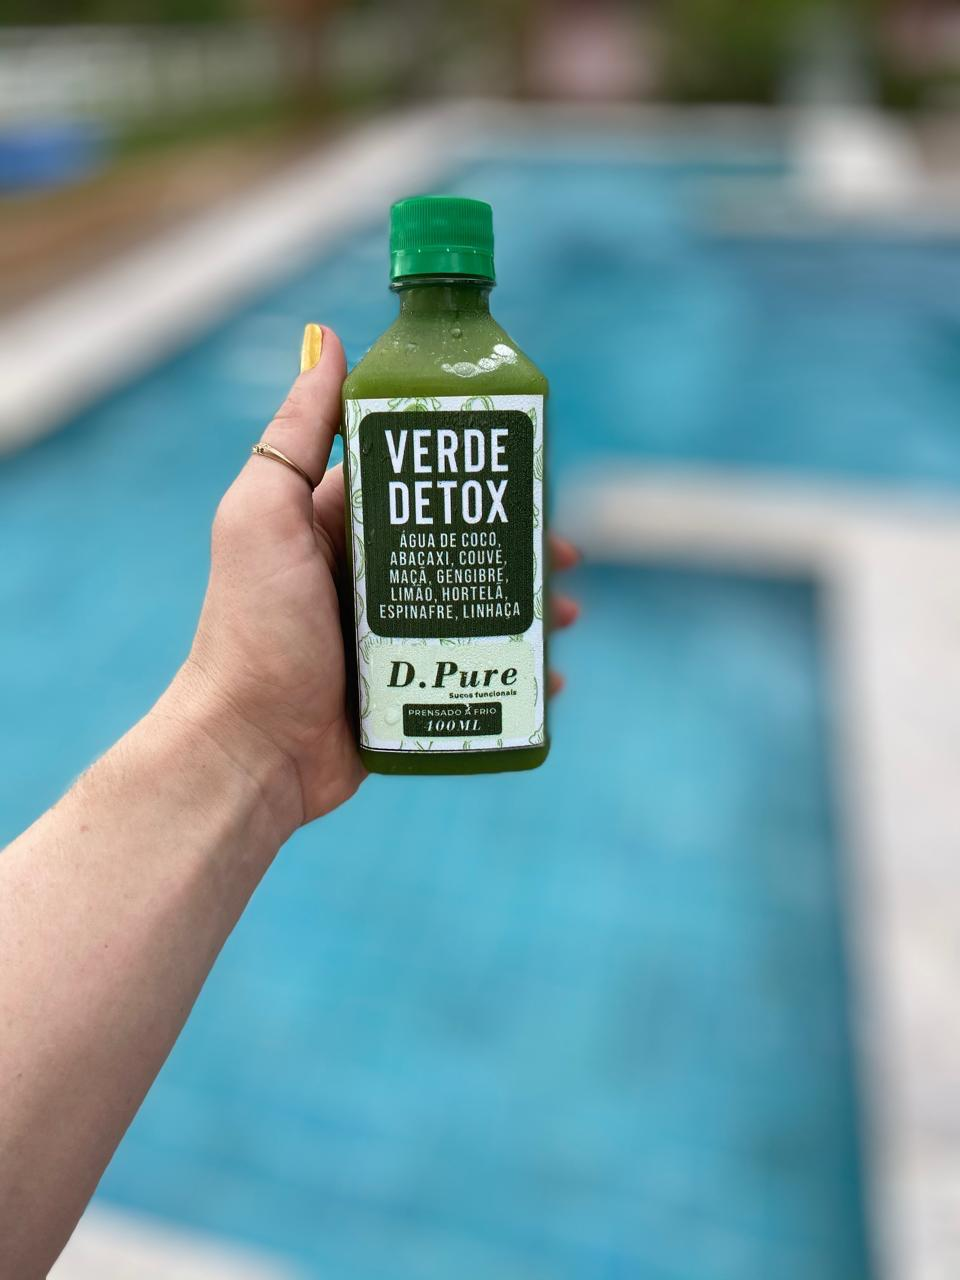 VERDE
DETOX
ÁGUA DE COCO,
ABACAXI, COUVE,
MAÇÃ, GENGIBRE,
LIMÃO, HORTELÃ,
ESPINAFRE, LINHAÇA
D.Pure
Sucos funcionais
PRENSADO À FRIO
400ML